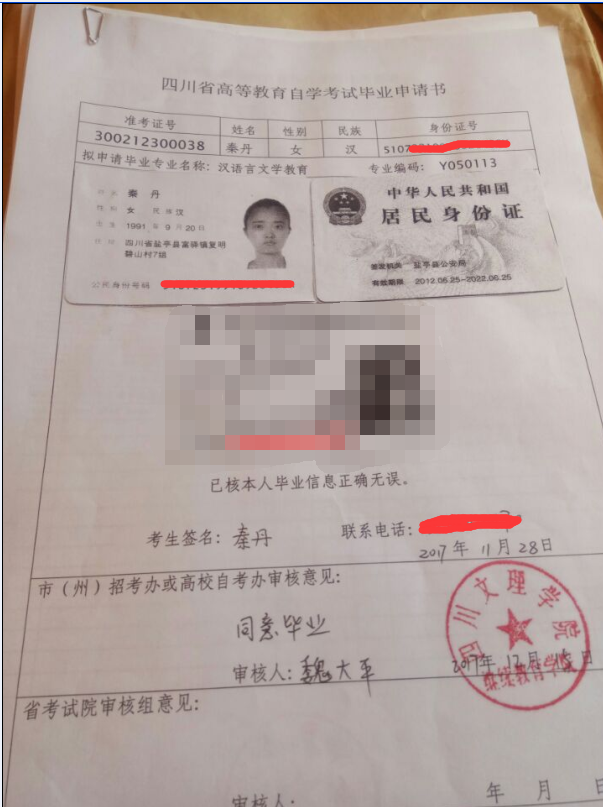 四川省高等教育自学考试毕业申请书
准考证号 姓名 性别 民族 身份证号
300212300038 秦丹 女 汉
拟申请毕业专业名称：汉语言文学教育 专业编码： Y050113
姓名 秦丹
性别 女 民族 汉
出生 1991 年 9 月 20 日
住址 四川省盐亭县富驿镇复明
磐山村7组
公民身份号码
中华人民共和国
居民身份证
签发机关 盐亭县公安局
有效期限 2012.06.25-2022.06.25
已核本人毕业信息正确无误。
考生签名：秦丹 联系电话：
2017 年 11 月 28 日
市（州）招考办或高校自考办审核意见：
同意毕业
审核人：魏大平 2017年 12 月 日
四川文理学院
继续教育学院
省考试院审核组意见：
审核人： 年 月 日